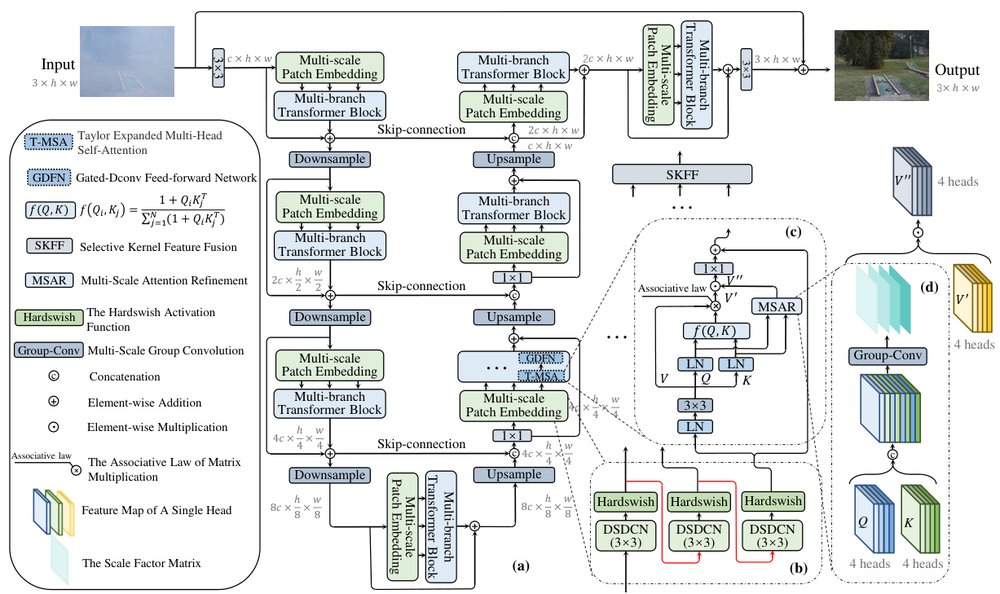 Input
3 × h × w
3×3
c × h × w
Multi-scale
Patch Embedding
Multi-branch
Transformer Block
Skip-connection
Downsample
Multi-scale
Patch Embedding
Multi-branch
Transformer Block
2c × h/2 × w/2
Skip-connection
Downsample
Multi-scale
Patch Embedding
Multi-branch
Transformer Block
4c × h/4 × w/4
Skip-connection
Downsample
8c × h/8 × w/8
Multi-scale
Patch Embedding
Multi-branch
Transformer Block
8c × h/8 × w/8
Upsample
4c × h/4 × w/4
c
1×1
Multi-scale
Patch Embedding
4c × h/4 × w/4
...
T-MSA
GDFN
Upsample
c
1×1
Multi-scale
Patch Embedding
Multi-branch
Transformer Block
Upsample
c × h × w
c
2c × h × w
Multi-scale
Patch Embedding
Multi-branch
Transformer Block
2c × h × w
Multi-scale
Patch Embedding
Multi-branch
Transformer Block
3×3
3 × h × w
Output
3× h × w
(a)
T-MSA
Taylor Expanded Multi-Head
Self-Attention
GDFN
Gated-Dconv Feed-forward Network
f(Q,K)
f(Q_i,K_j) = (1 + Q_iK_j^T) / (∑_{j=1}^{N}(1 + Q_iK_j^T))
SKFF
Selective Kernel Feature Fusion
MSAR
Multi-Scale Attention Refinement
Hardswish
The Hardswish Activation
Function
Group-Conv
Multi-Scale Group Convolution
c
Concatenation
Element-wise Addition
Element-wise Multiplication
Associative law
The Associative Law of Matrix
Multiplication
Feature Map of A Single Head
The Scale Factor Matrix
SKFF
...
...
(c)
1×1
V''
Associative law
V'
MSAR
f(Q,K)
LN
LN
V
Q
K
3×3
LN
Hardswish
Hardswish
Hardswish
DSDCN
(3×3)
DSDCN
(3×3)
DSDCN
(3×3)
(b)
V''
4 heads
(d)
V'
4 heads
Group-Conv
c
Q
K
4 heads
4 heads